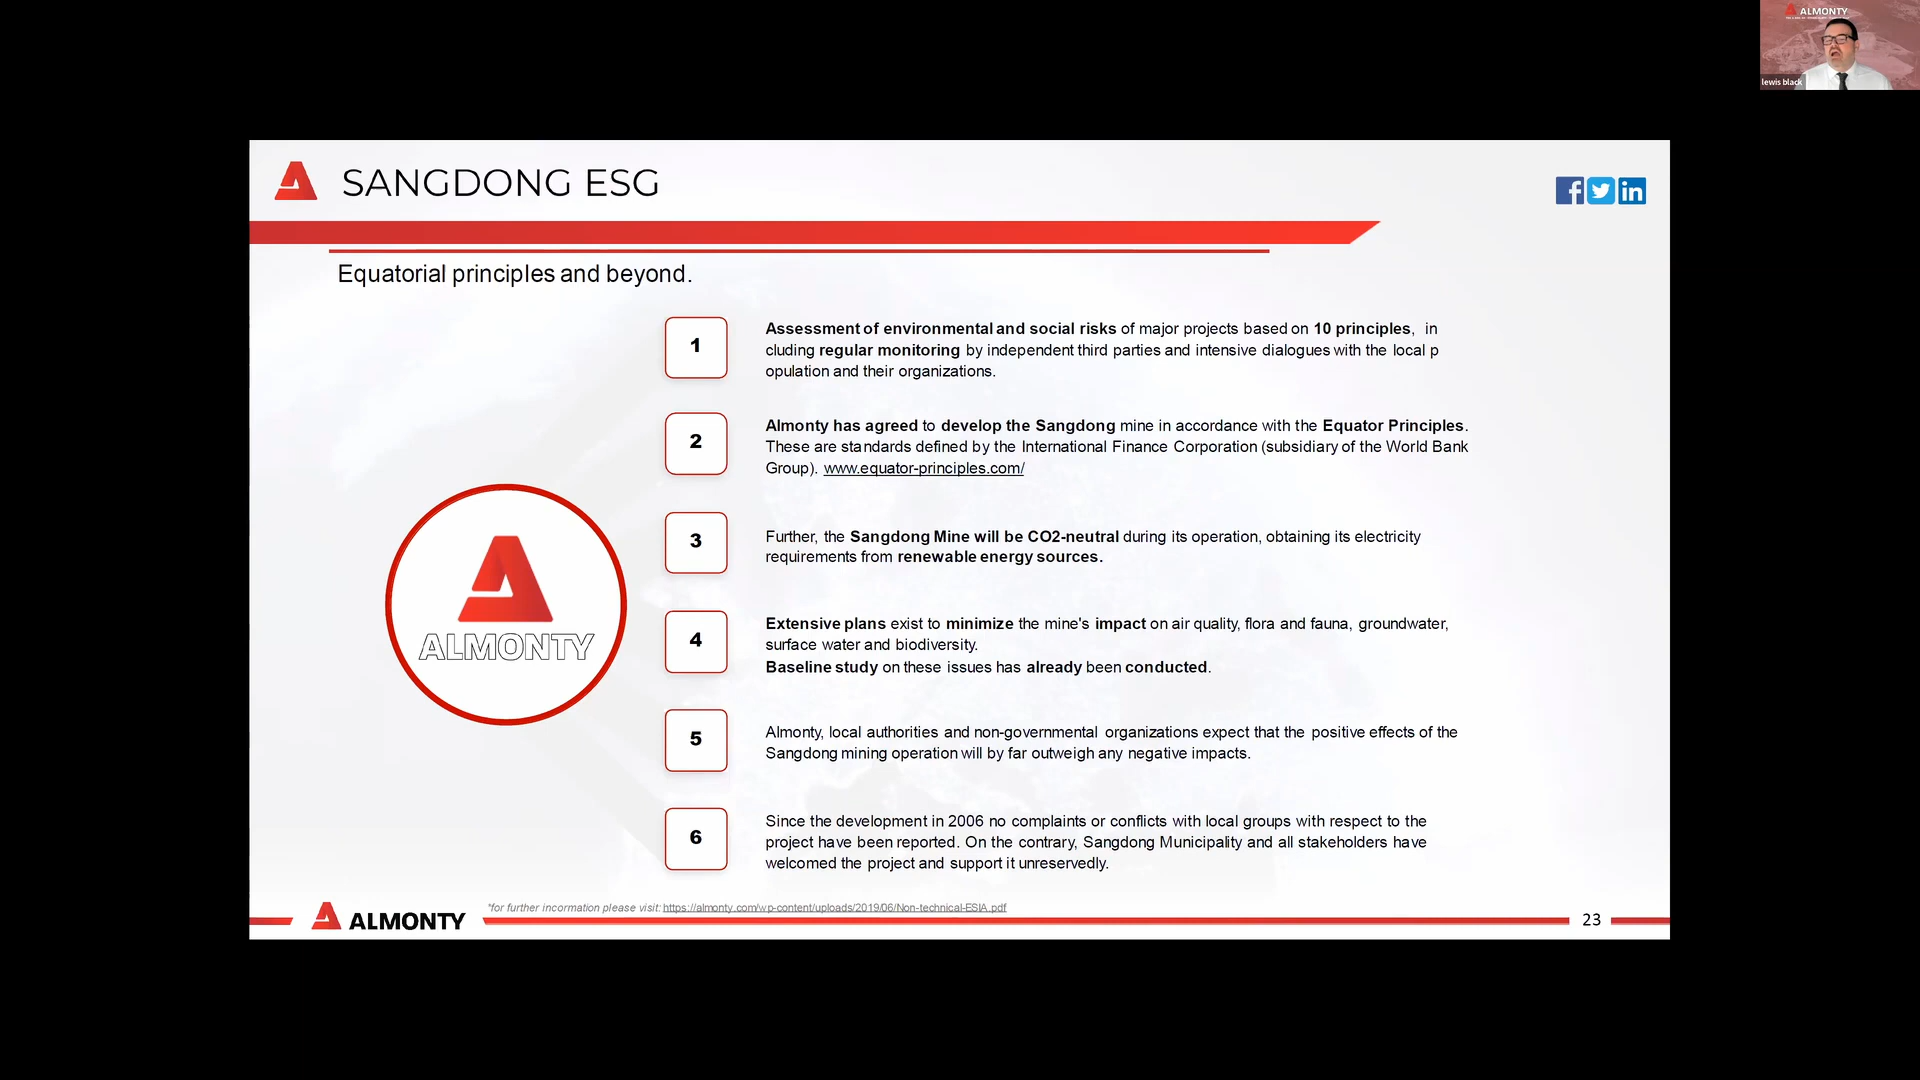 ALMONTY
lewis black
SANGDONG ESG
Equatorial principles and beyond.
1
Assessment of environmental and social risks of major projects based on 10 principles, in
cluding regular monitoring by independent third parties and intensive dialogues with the local p
opulation and their organizations.
2
Almonty has agreed to develop the Sangdong mine in accordance with the Equator Principles.
These are standards defined by the International Finance Corporation (subsidiary of the World Bank
Group). www.equator-principles.com/
3
Further, the Sangdong Mine will be CO2-neutral during its operation, obtaining its electricity
requirements from renewable energy sources.
ALMONTY
4
Extensive plans exist to minimize the mine's impact on air quality, flora and fauna, groundwater,
surface water and biodiversity.
Baseline study on these issues has already been conducted.
5
Almonty, local authorities and non-governmental organizations expect that the positive effects of the
Sangdong mining operation will by far outweigh any negative impacts.
6
Since the development in 2006 no complaints or conflicts with local groups with respect to the
project have been reported. On the contrary, Sangdong Municipality and all stakeholders have
welcomed the project and support it unreservedly.
*for further incormation please visit: https://almonty.com/wp-content/uploads/2019/06/Non-technical-ESIA.pdf
ALMONTY
23